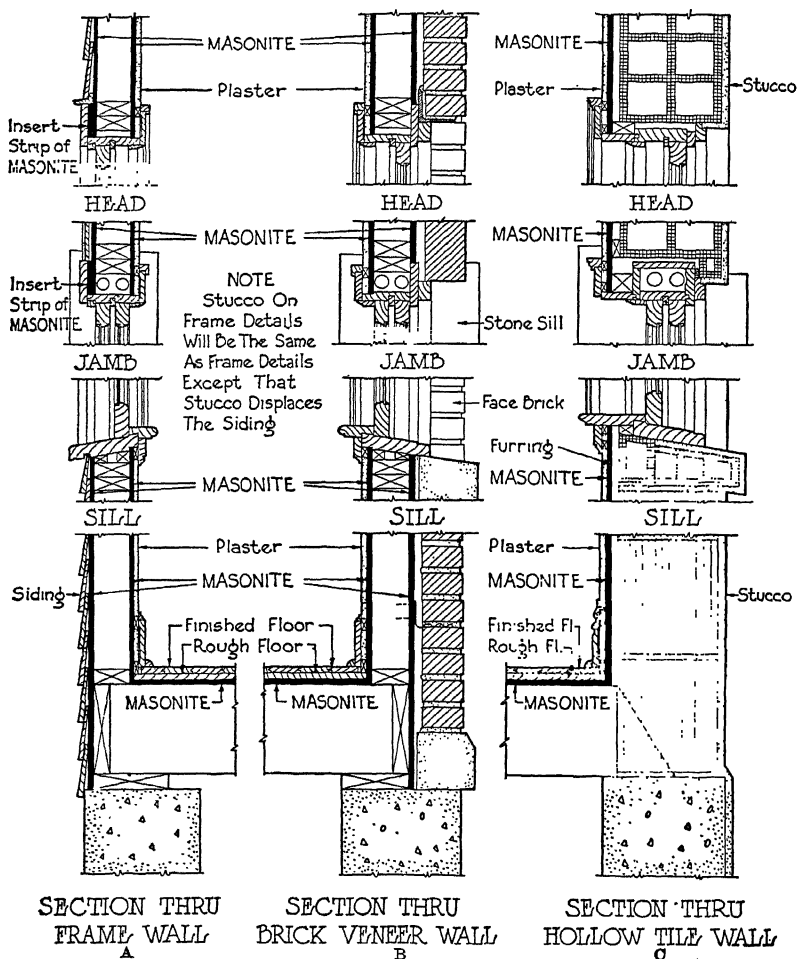 MASONITE
MASONITE
Plaster
Plaster
Stucco
Insert
Strip of
MASONITE
HEAD
HEAD
HEAD
MASONITE
MASONITE
Insert
Strip of
MASONITE
NOTE
Stucco On
Frame Details
Will Be The Same
As Frame Details
Except That
Stucco Displaces
The Siding
Stone Sill
JAMB
JAMB
JAMB
Face Brick
Furring
MASONITE
MASONITE
SILL
SILL
SILL
Plaster
Plaster
MASONITE
MASONITE
Siding
Stucco
Finished Floor
Rough Floor
Finished Fl
Rough Fl.
MASONITE
MASONITE
MASONITE
SECTION THRU
FRAME WALL
A
SECTION THRU
BRICK VENEER WALL
B
SECTION THRU
HOLLOW TILE WALL
C